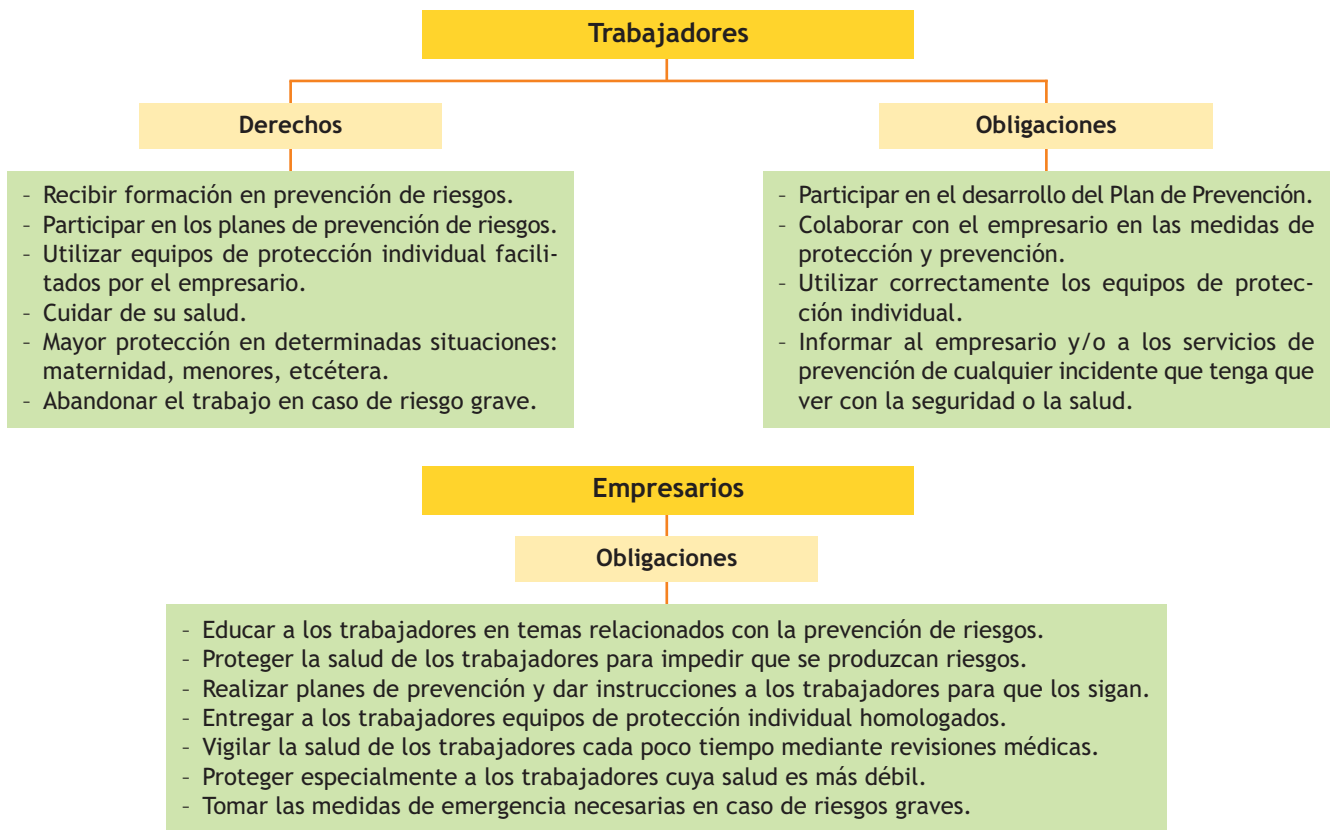 Trabajadores
Derechos
- Recibir formación en prevención de riesgos.
- Participar en los planes de prevención de riesgos.
- Utilizar equipos de protección individual facili-
tados por el empresario.
- Cuidar de su salud.
- Mayor protección en determinadas situaciones:
maternidad, menores, etcétera.
- Abandonar el trabajo en caso de riesgo grave.
Obligaciones
- Participar en el desarrollo del Plan de Prevención.
- Colaborar con el empresario en las medidas de
protección y prevención.
- Utilizar correctamente los equipos de protec-
ción individual.
- Informar al empresario y/o a los servicios de
prevención de cualquier incidente que tenga que
ver con la seguridad o la salud.
Empresarios
Obligaciones
- Educar a los trabajadores en temas relacionados con la prevención de riesgos.
- Proteger la salud de los trabajadores para impedir que se produzcan riesgos.
- Realizar planes de prevención y dar instrucciones a los trabajadores para que los sigan.
- Entregar a los trabajadores equipos de protección individual homologados.
- Vigilar la salud de los trabajadores cada poco tiempo mediante revisiones médicas.
- Proteger especialmente a los trabajadores cuya salud es más débil.
- Tomar las medidas de emergencia necesarias en caso de riesgos graves.